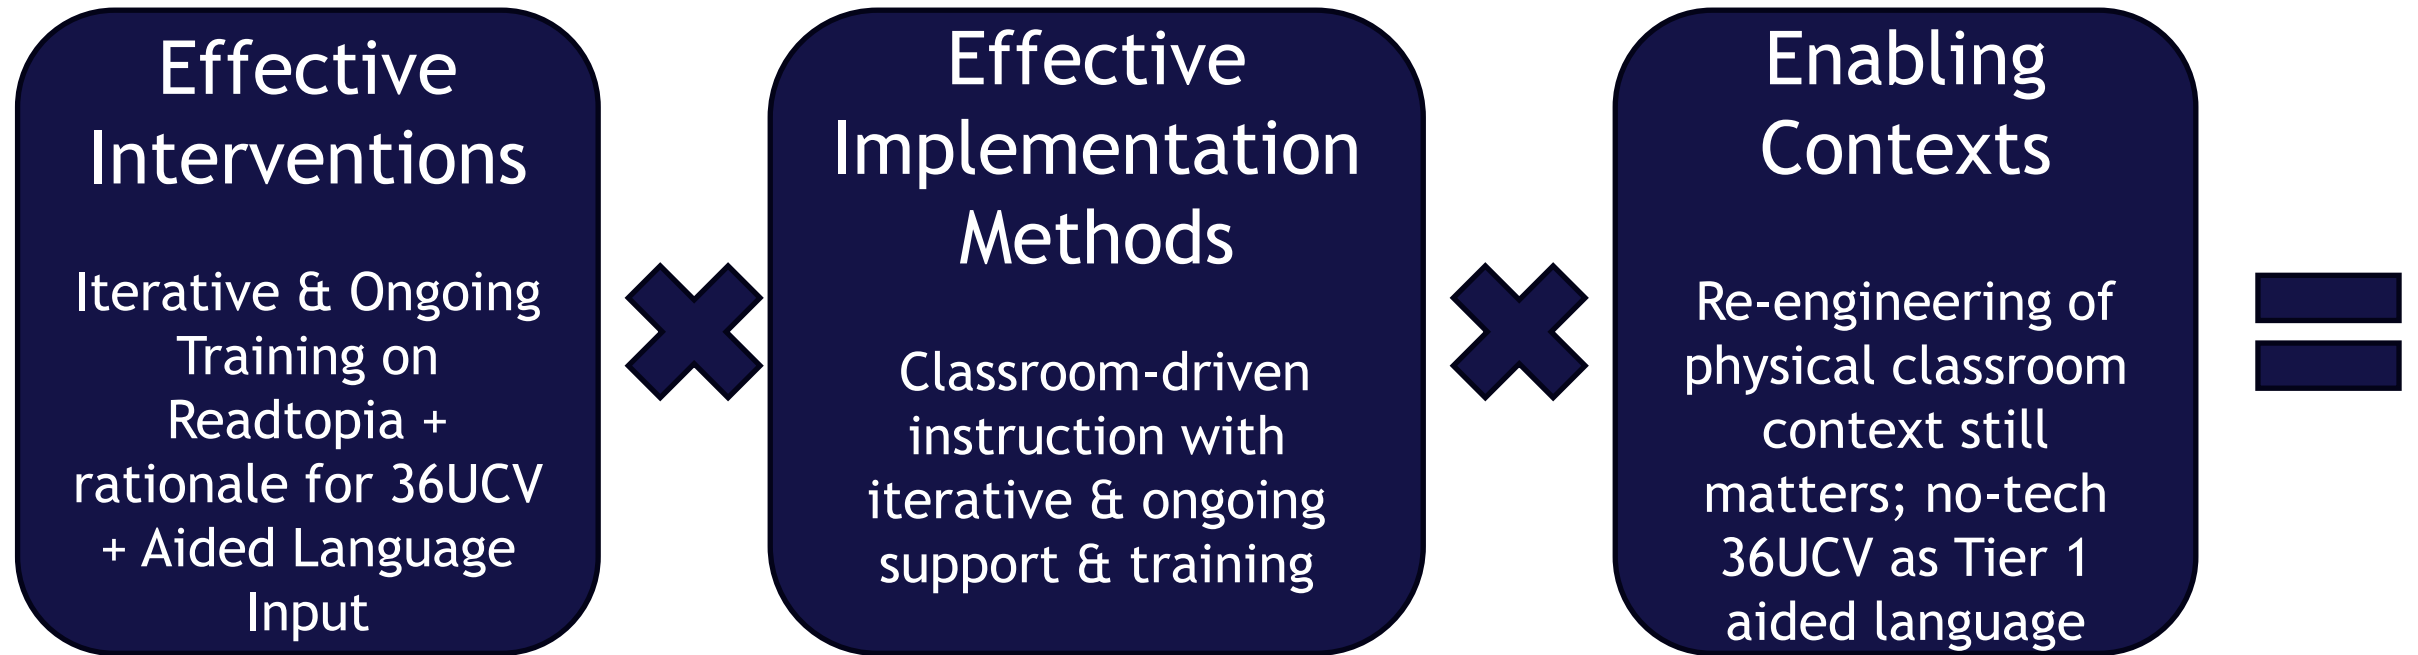 Effective
Interventions
Iterative & Ongoing
Training on
Readtopia +
rationale for 36UCV
+ Aided Language
Input
Effective
Implementation
Methods
Classroom-driven
instruction with
iterative & ongoing
support & training
Enabling
Contexts
Re-engineering of
physical classroom
context still
matters; no-tech
36UCV as Tier 1
aided language